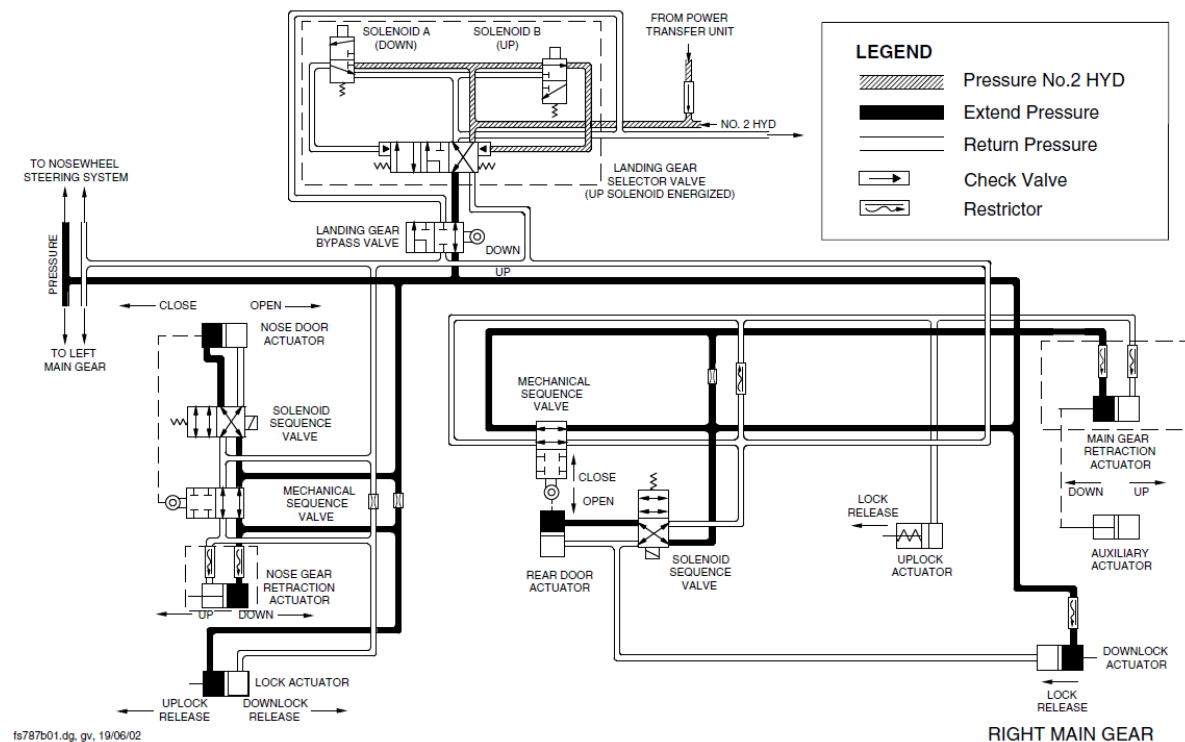 SOLENOID A
(DOWN)
SOLENOID B
(UP)
FROM POWER
TRANSFER UNIT
NO. 2 HYD
LANDING GEAR
SELECTOR VALVE
(UP SOLENOID ENERGIZED)
LEGEND
Pressure No.2 HYD
Extend Pressure
Return Pressure
Check Valve
Restrictor
TO NOSEWHEEL
STEERING SYSTEM
PRESSURE
TO LEFT
MAIN GEAR
LANDING GEAR
BYPASS VALVE
DOWN
UP
CLOSE
OPEN
NOSE DOOR
ACTUATOR
SOLENOID
SEQUENCE
VALVE
MECHANICAL
SEQUENCE
VALVE
NOSE GEAR
RETRACTION
ACTUATOR
UP
DOWN
LOCK ACTUATOR
UPLOCK
RELEASE
DOWNLOCK
RELEASE
MECHANICAL
SEQUENCE
VALVE
CLOSE
OPEN
REAR DOOR
ACTUATOR
SOLENOID
SEQUENCE
VALVE
LOCK
RELEASE
UPLOCK
ACTUATOR
MAIN GEAR
RETRACTION
ACTUATOR
DOWN
UP
AUXILIARY
ACTUATOR
DOWNLOCK
ACTUATOR
LOCK
RELEASE
fs787b01.dg, gv, 19/06/02
RIGHT MAIN GEAR